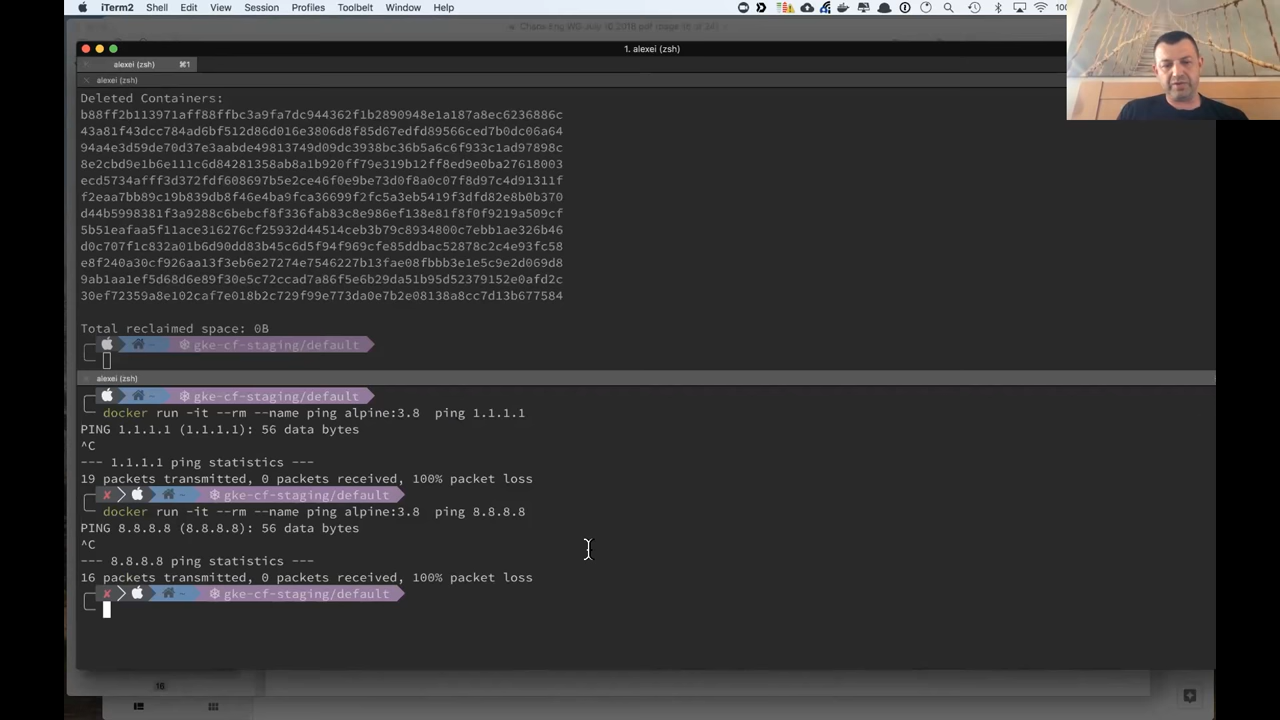 iTerm2 Shell Edit View Session Profiles Toolbelt Window Help
1. alexei (zsh)
alexei (zsh) ⌘1
alexei (zsh)
Deleted Containers:
b88ff2b113971aff88ffbc3a9fa7dc944362f1b2890948e1a187a8ec6236886c
43a81f43dcc784ad6bf512d86d016e3806d8f85d67edfd89566ced7b0dc06a64
94a4e3d59de70d37e3aabde49813749d09dc3938bc36b5a6c6f933c1ad97898c
8e2cbd9e1b6e111c6d84281358ab8a1b920ff79e319b12ff8ed9e0ba27618003
ecd5734afff3d372fdf608697b5e2ce46f0e9be73d0f8a0c07f8d97c4d91311f
f2eaa7bb89c19b839db8f46e4ba9fca36699f2fc5a3eb5419f3dfd82e8b0b370
d44b5998381f3a9288c6bebcf8f336fab83c8e986ef138e81f8f0f9219a509cf
5b51eafaa5f11ace316276cf25932d44514ceb3b79c8934800c7ebb1ae326b46
d0c707f1c832a01b6d90dd83b45c6d5f94f969cfe85ddbac52878c2c4e93fc58
e8f240a30cf926aa13f3eb6e27274e7546227b13fae08fbbb3e1e5c9e2d069d8
9ab1aa1ef5d68d6e89f30e5c72ccad7a86f5e6b29da51b95d52379152e0afd2c
30ef72359a8e102caf7e018b2c729f99e773da0e7b2e08138a8cc7d13b677584
Total reclaimed space: 0B
~ gke-cf-staging/default
alexei (zsh)
~ gke-cf-staging/default
docker run -it --rm --name ping alpine:3.8  ping 1.1.1.1
PING 1.1.1.1 (1.1.1.1): 56 data bytes
^C
--- 1.1.1.1 ping statistics ---
19 packets transmitted, 0 packets received, 100% packet loss
✘ ~ gke-cf-staging/default
docker run -it --rm --name ping alpine:3.8  ping 8.8.8.8
PING 8.8.8.8 (8.8.8.8): 56 data bytes
^C
--- 8.8.8.8 ping statistics ---
16 packets transmitted, 0 packets received, 100% packet loss
✘ ~ gke-cf-staging/default
16